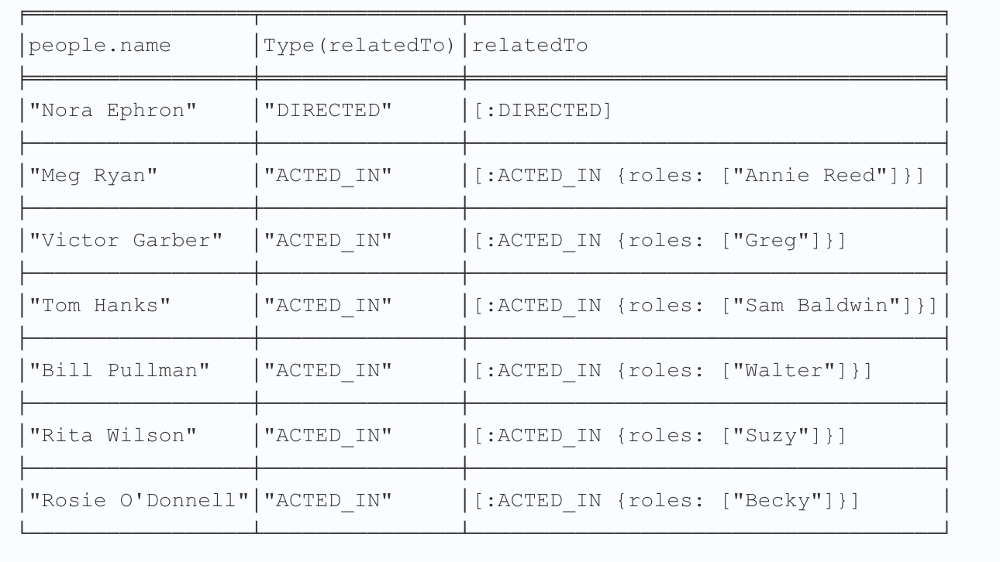 people.name Type(relatedTo) relatedTo
"Nora Ephron" "DIRECTED" [:DIRECTED]
"Meg Ryan" "ACTED_IN" [:ACTED_IN {roles: ["Annie Reed"]}]
"Victor Garber" "ACTED_IN" [:ACTED_IN {roles: ["Greg"]}]
"Tom Hanks" "ACTED_IN" [:ACTED_IN {roles: ["Sam Baldwin"]}]
"Bill Pullman" "ACTED_IN" [:ACTED_IN {roles: ["Walter"]}]
"Rita Wilson" "ACTED_IN" [:ACTED_IN {roles: ["Suzy"]}]
"Rosie O'Donnell" "ACTED_IN" [:ACTED_IN {roles: ["Becky"]}]